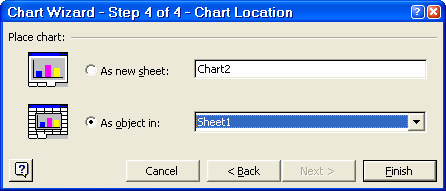 Chart Wizard - Step 4 of 4 - Chart Location
Place chart:
As new sheet: Chart2
As object in: Sheet1
Cancel < Back Next > Finish